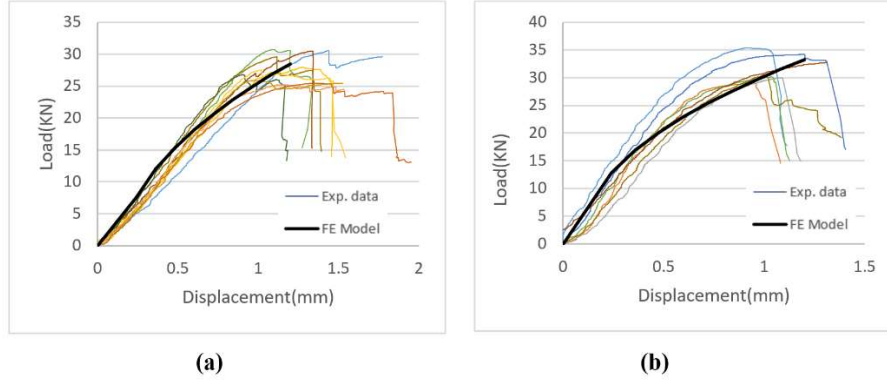 35
30
25
20
15
10
5
0
Load(KN)
Exp. data
FE Model
0 0.5 1 1.5 2
Displacement(mm)
(a)
40
35
30
25
20
15
10
5
0
Load(KN)
Exp. data
FE Model
0 0.5 1 1.5
Displacement(mm)
(b)